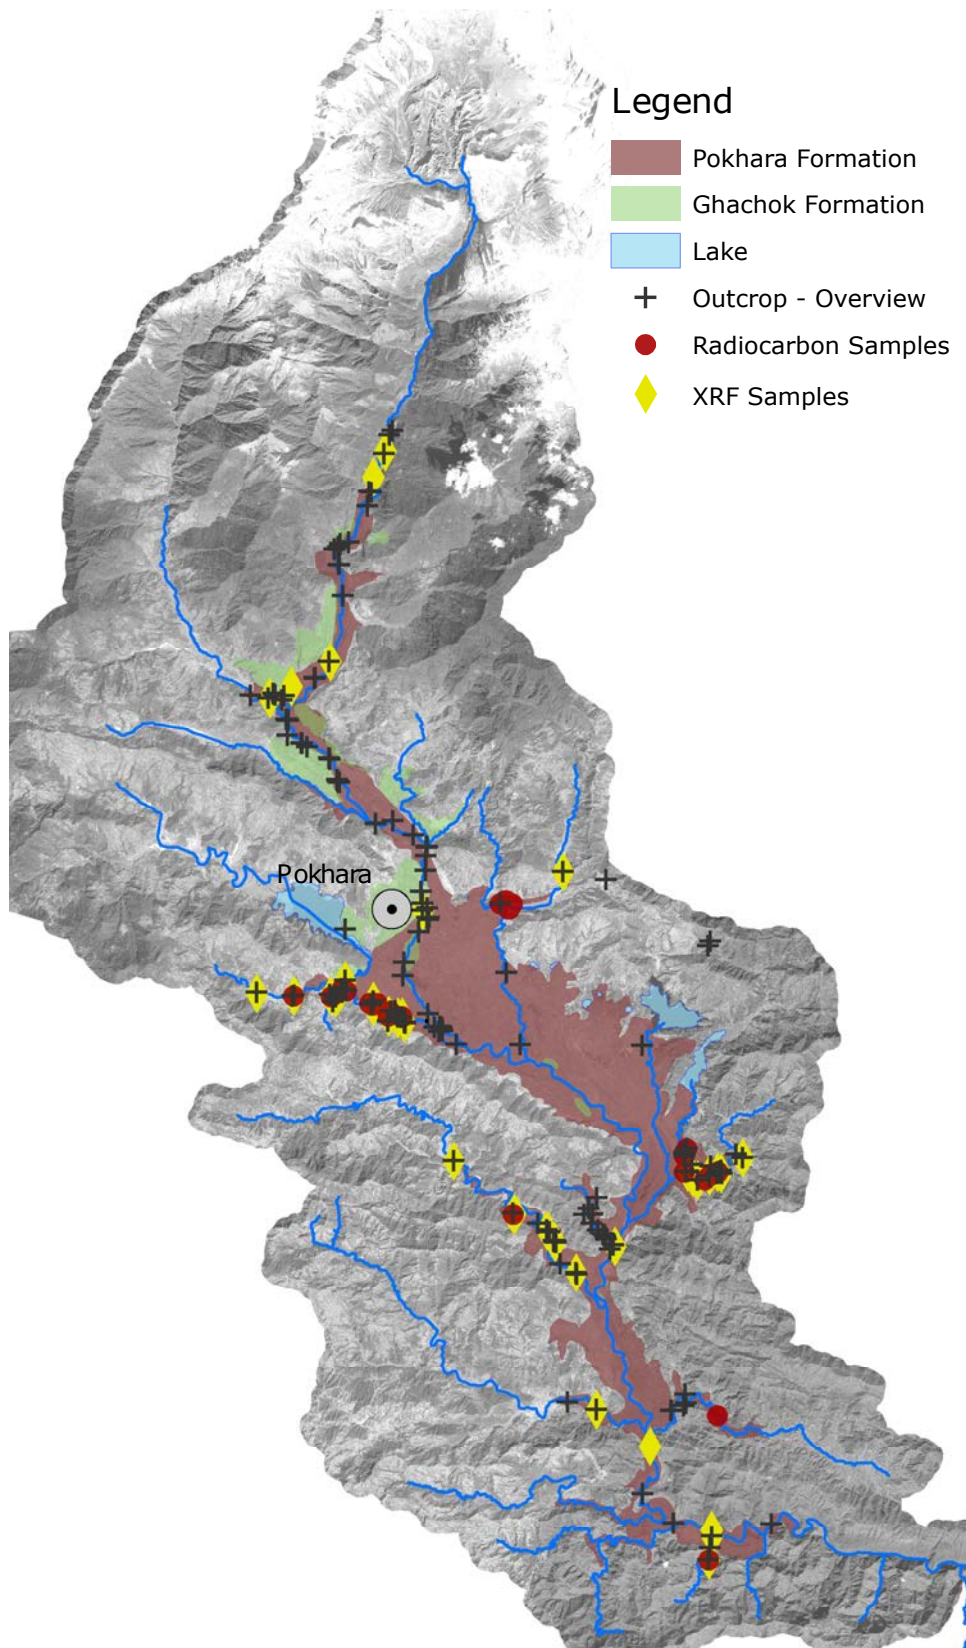 Legend
Pokhara Formation
Ghachok Formation
Lake
Outcrop - Overview
Radiocarbon Samples
XRF Samples
Pokhara